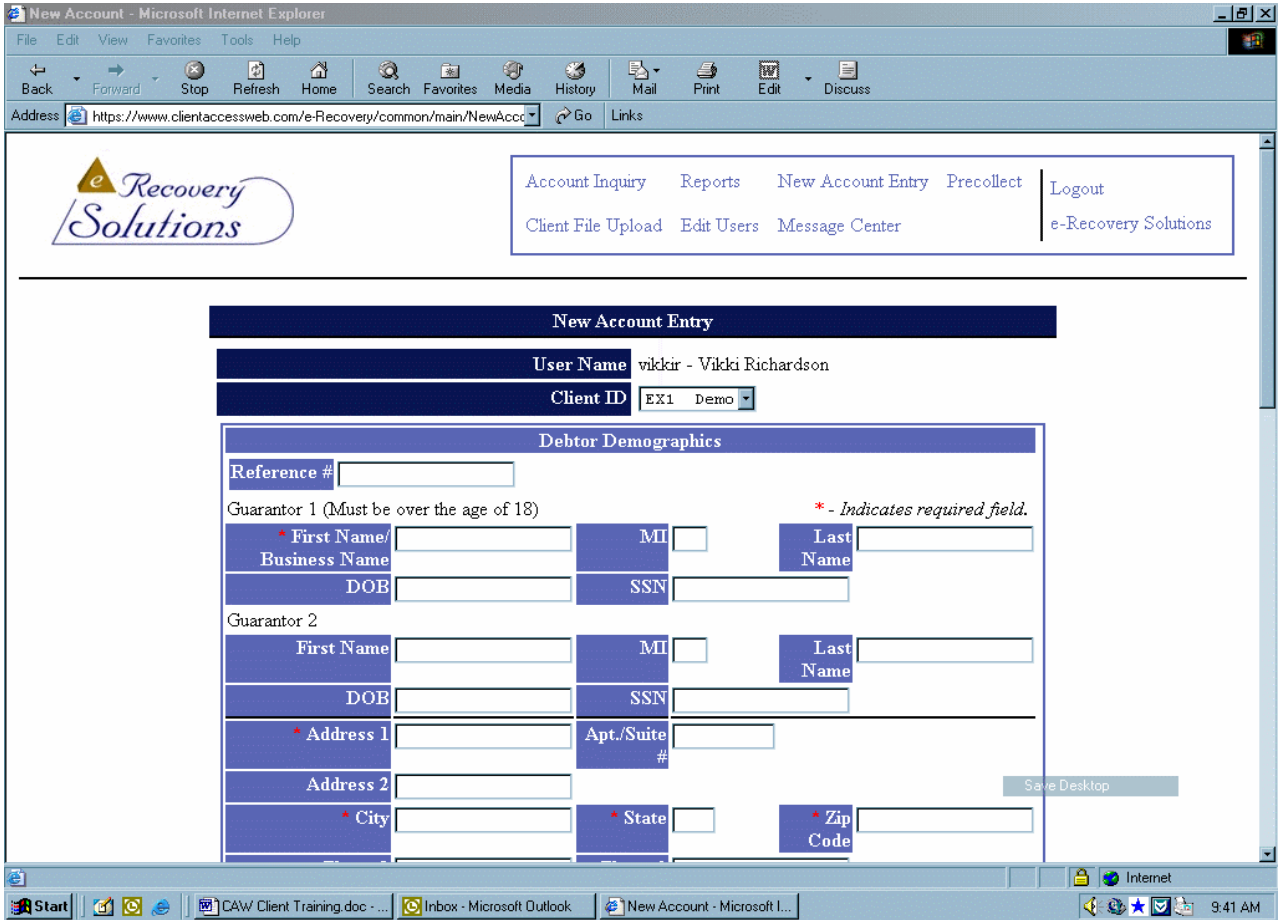 New Account - Microsoft Internet Explorer
File Edit View Favorites Tools Help
Back Forward Stop Refresh Home Search Favorites Media History Mail Print Edit Discuss
Address https://www.clientaccessweb.com/e-Recovery/common/main/NewAcco Go Links
e Recovery
Solutions
Account Inquiry Reports New Account Entry Precollect Logout
Client File Upload Edit Users Message Center e-Recovery Solutions
New Account Entry
User Name vikkir - Vikki Richardson
Client ID EX1 Demo
Debtor Demographics
Reference #
Guarantor 1 (Must be over the age of 18) * - Indicates required field.
* First Name/ MI Last
Business Name Name
DOB SSN
Guarantor 2
First Name MI Last
Name
DOB SSN
* Address 1 Apt./Suite
#
Address 2
Save Desktop
* City * State * Zip
Code
Internet
Start CAW Client Training.doc - ... Inbox - Microsoft Outlook New Account - Microsoft I... 9:41 AM